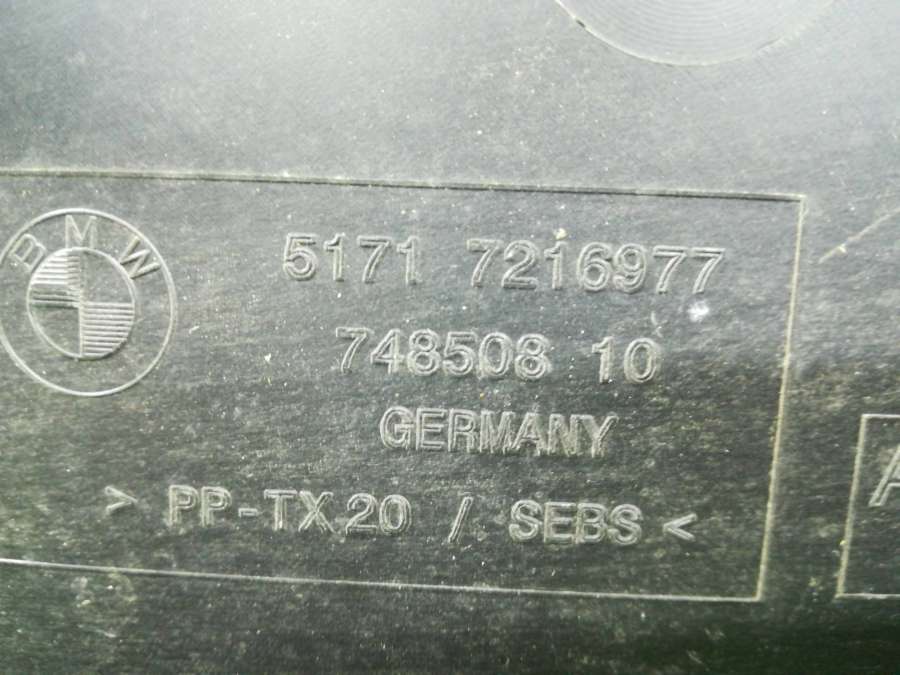 BMW
5171 7216977
748508 10
GERMANY
> PP-TX20 / SEBS <
A